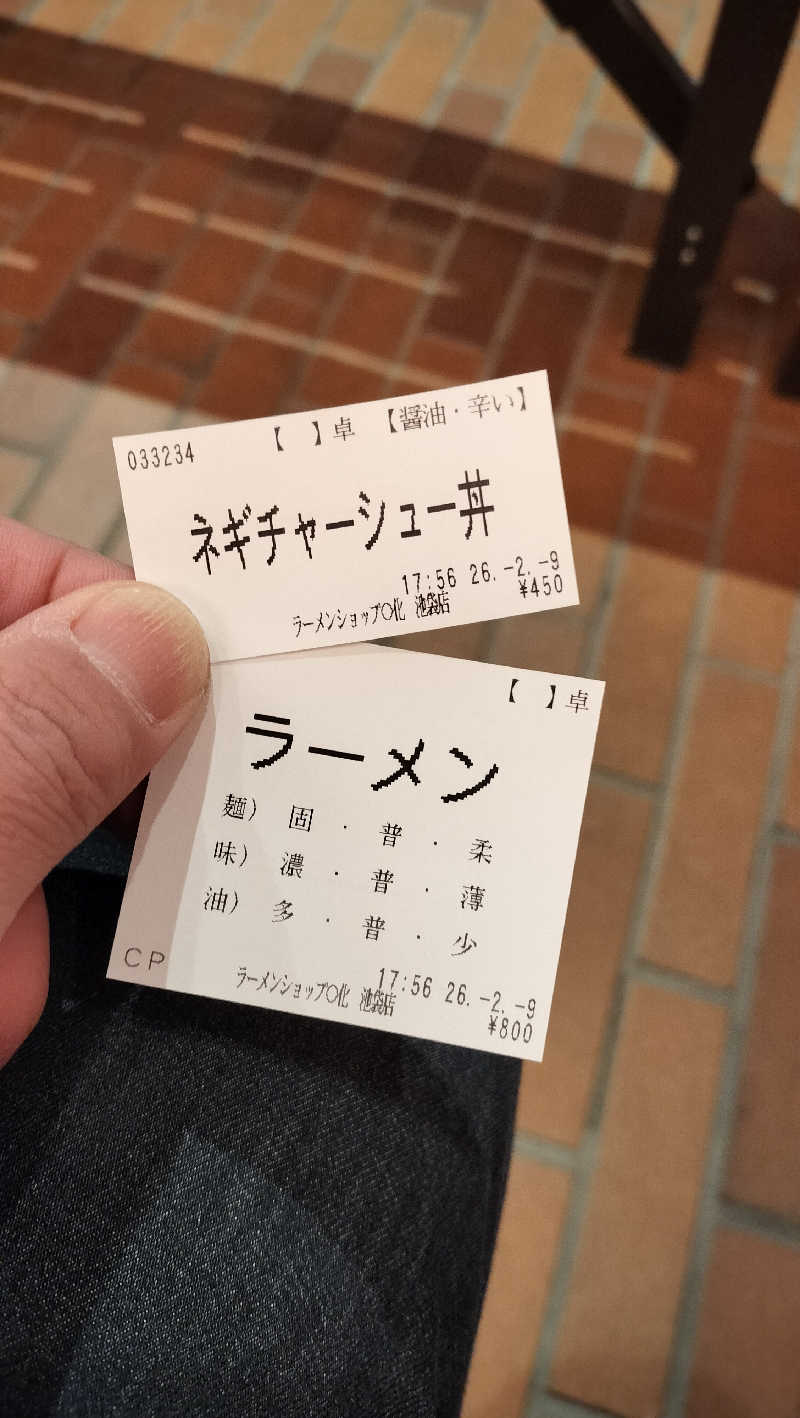 033234 【 】卓 【醤油・辛い】
ネギチャーシュー丼
17:56 26.-2.-9
ラーメンショップ〇化 池袋店 ¥450
【 】卓
ラーメン
麺) 固 ・ 普 ・ 柔
味) 濃 ・ 普 ・ 薄
油) 多 ・ 普 ・ 少
17:56 26.-2.-9
CP ラーメンショップ〇化 池袋店 ¥800